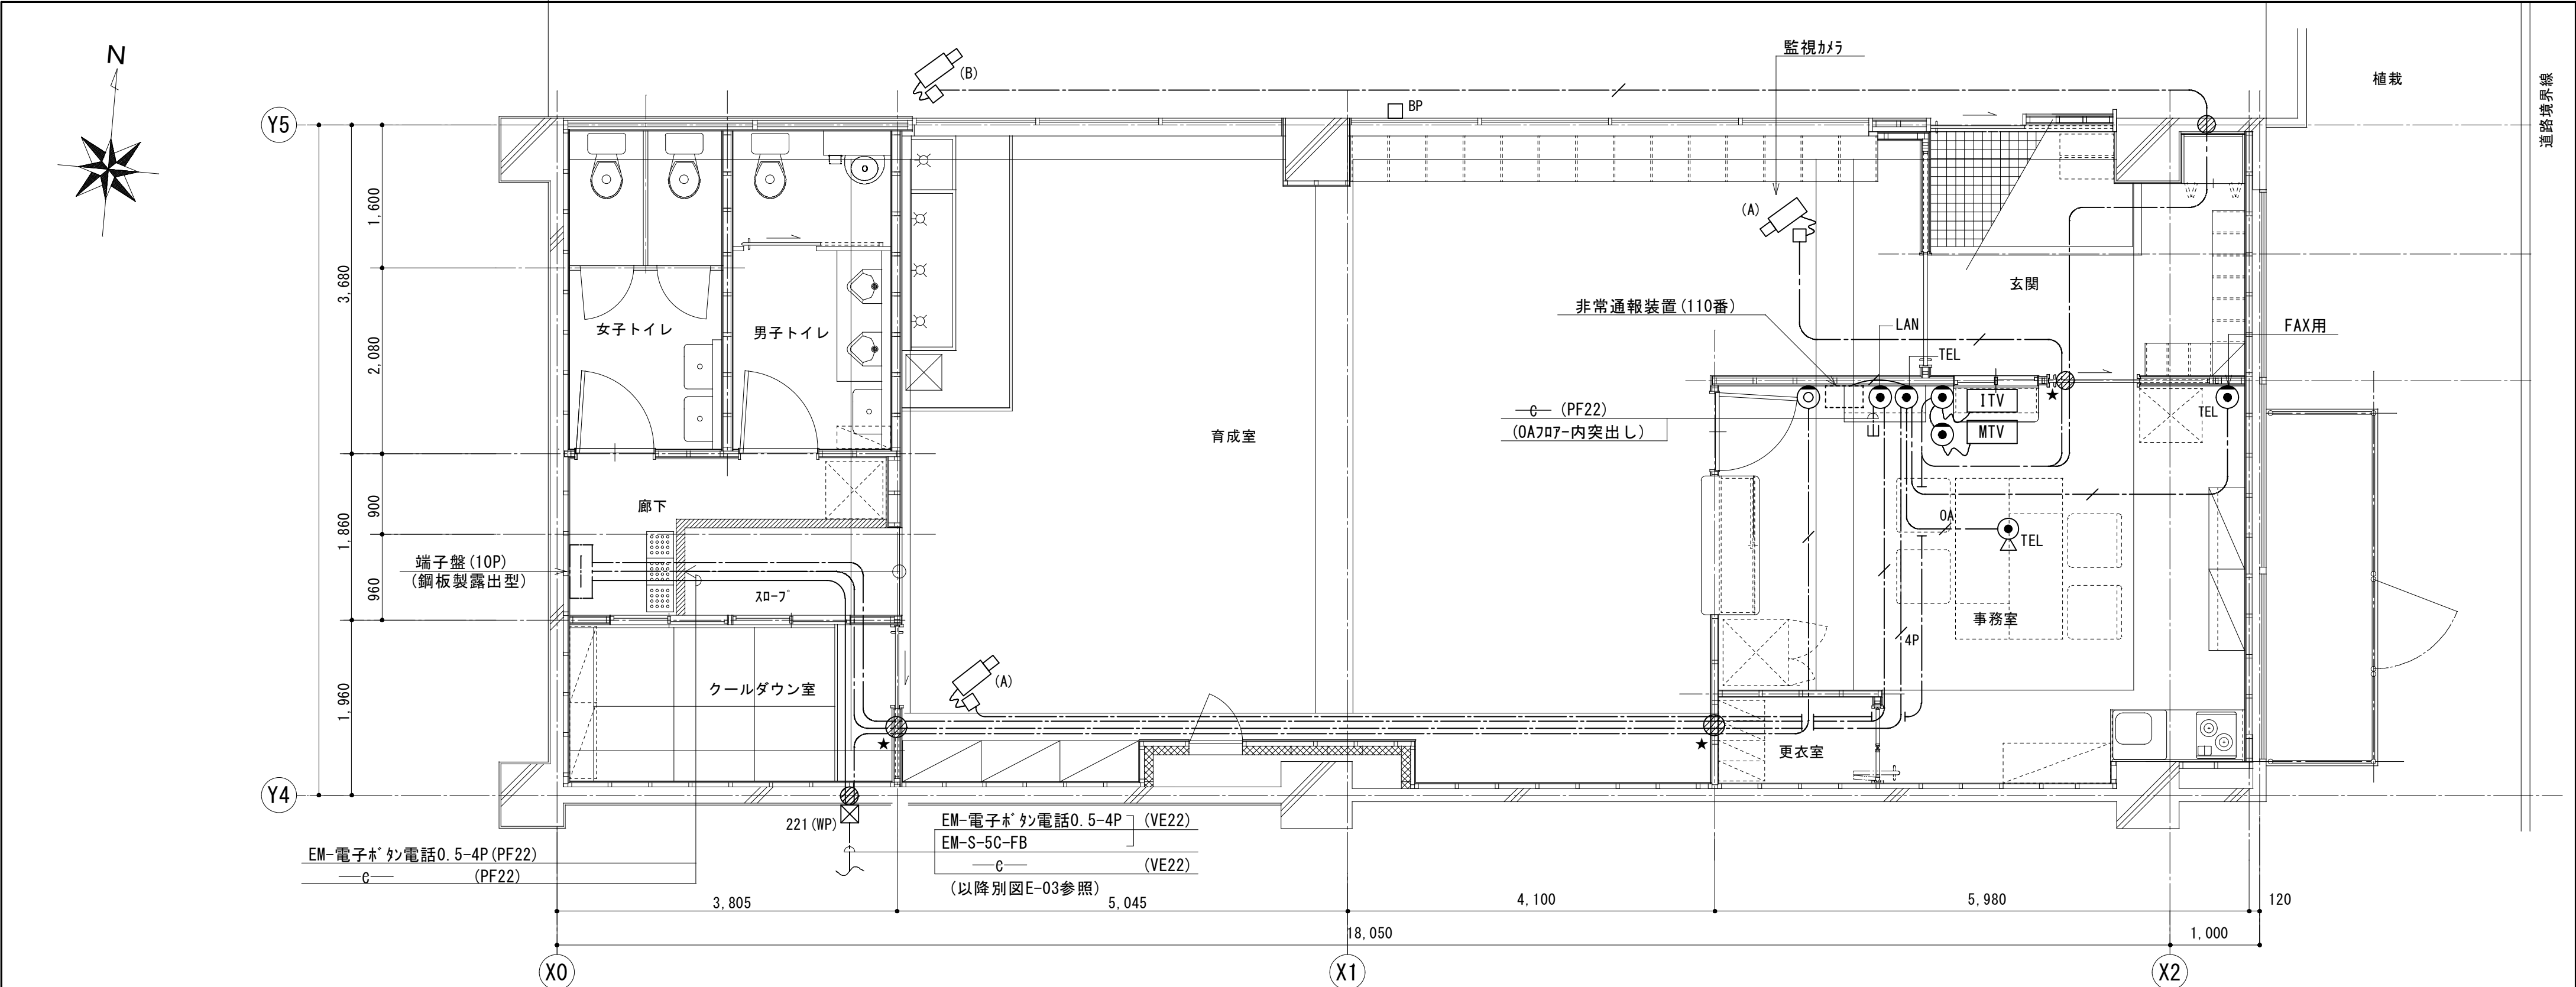 N
(B)
監視ｶﾒﾗ
BP
植栽
道路境界線
Y5
(A)
1,600
3,680
2,080
女子トイレ
男子トイレ
玄関
非常通報装置(110番)
LAN
FAX用
TEL
ITV
TEL
MTV
C (PF22)
(OAﾌﾛｱｰ内突出し)
育成室
廊下
900
1,860
960
OA
TEL
端子盤(10P)
(鋼板製露出型)
ｽﾛｰﾌﾟ
事務室
4P
1,960
クールダウン室
(A)
★
★
★
更衣室
Y4
221(WP)
EM-電子ﾎﾞﾀﾝ電話0.5-4P (VE22)
EM-S-5C-FB
C (VE22)
(以降別図E-03参照)
EM-電子ﾎﾞﾀﾝ電話0.5-4P(PF22)
C (PF22)
3,805
5,045
4,100
5,980
120
18,050
1,000
X0
X1
X2